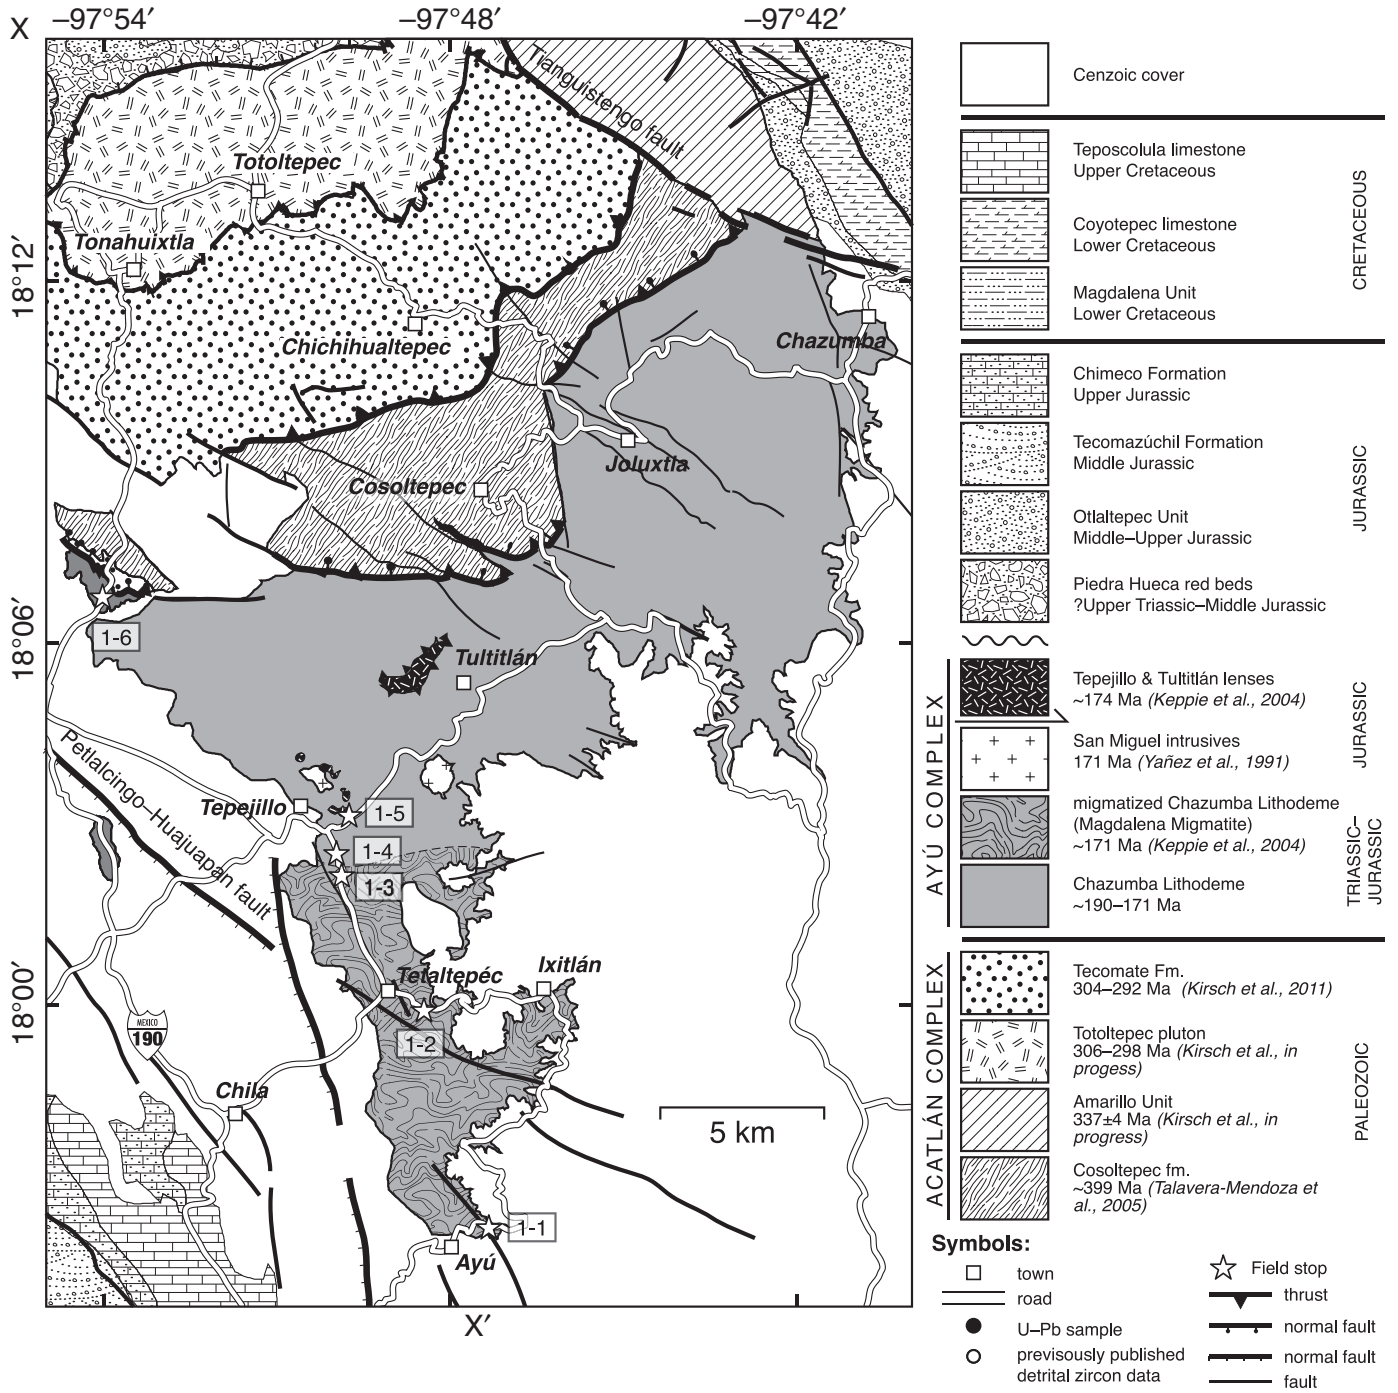 X
–97°54′
–97°48′
–97°42′
18°12′
18°06′
18°00′
Tianguistengo fault
Totoltepec
Tonahuixtla
Chichihualtepec
Chazumba
Joluxtla
Cosoltepec
1-6
Tultitlán
Petlalcingo–Huajuapan fault
Tepejillo
1-5
1-4
1-3
Tetaltepéc
Ixitlán
1-2
MEXICO
190
Chila
5 km
1-1
Ayú
X′
Cenzoic cover
Teposcolula limestone
Upper Cretaceous
Coyotepec limestone
Lower Cretaceous
Magdalena Unit
Lower Cretaceous
CRETACEOUS
Chimeco Formation
Upper Jurassic
Tecomazúchil Formation
Middle Jurassic
Otlaltepec Unit
Middle–Upper Jurassic
Piedra Hueca red beds
?Upper Triassic–Middle Jurassic
JURASSIC
AYÚ COMPLEX
Tepejillo & Tultitlán lenses
~174 Ma (Keppie et al., 2004)
San Miguel intrusives
171 Ma (Yañez et al., 1991)
JURASSIC
migmatized Chazumba Lithodeme
(Magdalena Migmatite)
~171 Ma (Keppie et al., 2004)
Chazumba Lithodeme
~190–171 Ma
TRIASSIC–
JURASSIC
ACATLÁN COMPLEX
Tecomate Fm.
304–292 Ma (Kirsch et al., 2011)
Totoltepec pluton
306–298 Ma (Kirsch et al., in
progess)
Amarillo Unit
337±4 Ma (Kirsch et al., in
progress)
Cosoltepec fm.
~399 Ma (Talavera-Mendoza et
al., 2005)
PALEOZOIC
Symbols:
town
road
U–Pb sample
previsously published
detrital zircon data
Field stop
thrust
normal fault
normal fault
fault